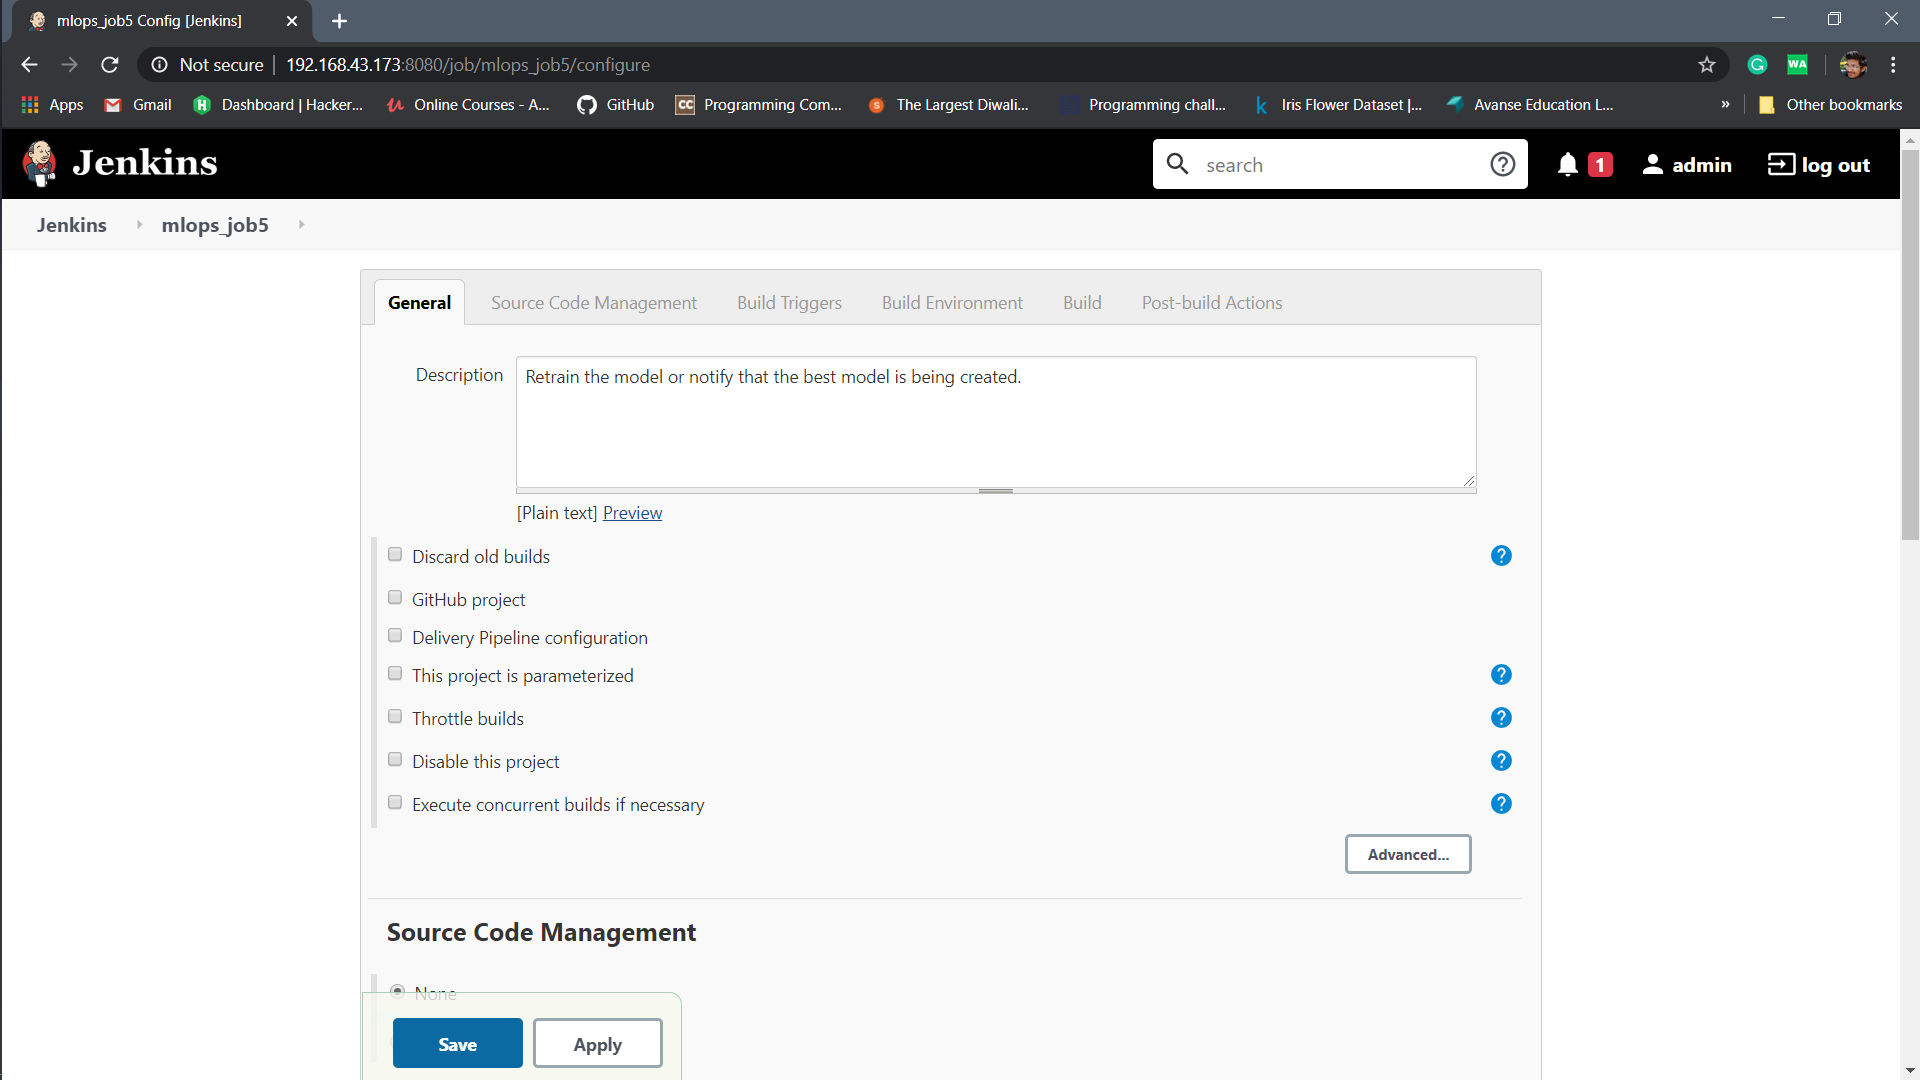 mlops_job5 Config [Jenkins]
Not secure | 192.168.43.173:8080/job/mlops_job5/configure
G WA
Apps Gmail H Dashboard | Hacker... Online Courses - A... GitHub CC Programming Com... S The Largest Diwali... Programming chall... k Iris Flower Dataset |... Avanse Education L... » Other bookmarks
Jenkins search ? 1 admin log out
Jenkins mlops_job5
General Source Code Management Build Triggers Build Environment Build Post-build Actions
Description Retrain the model or notify that the best model is being created.
[Plain text] Preview
Discard old builds ?
GitHub project
Delivery Pipeline configuration
This project is parameterized ?
Throttle builds ?
Disable this project ?
Execute concurrent builds if necessary ?
Advanced...
Source Code Management
None
Save Apply